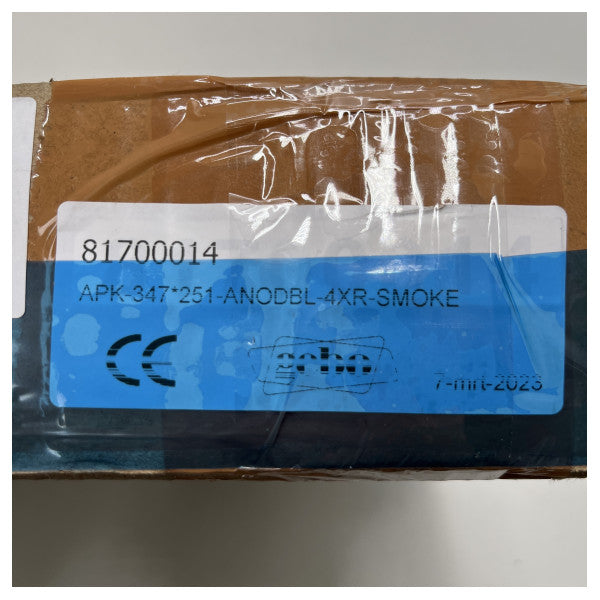 81700014
APK-347*251-ANODBL-4XR-SMOKE
CE gebo 7-mrt-2023